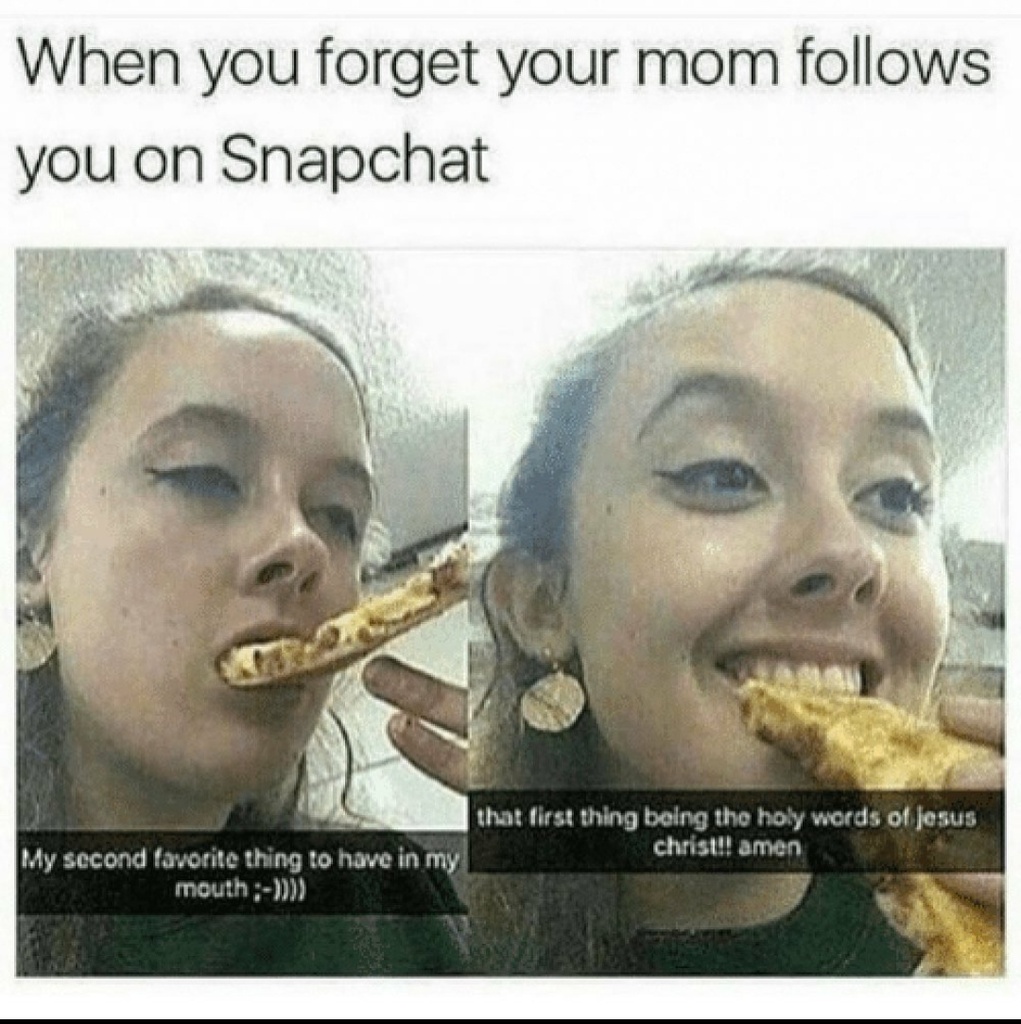 When you forget your mom follows
you on Snapchat
My second favorite thing to have in my
mouth ;-))))
that first thing being the holy words of jesus
christ!! amen